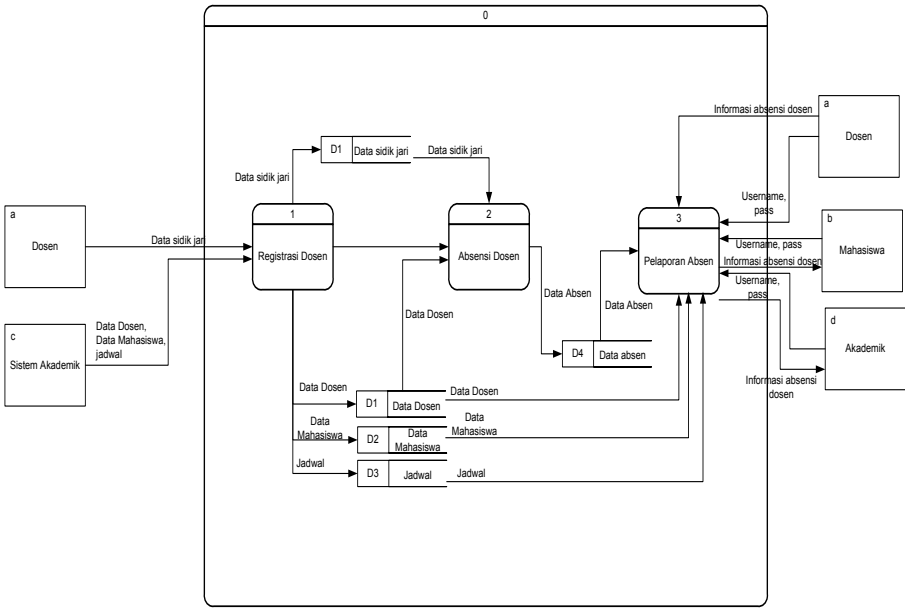 0
a
Dosen
Informasi absensi dosen
D1
Data sidik jari
Data sidik jari
Data sidik jari
Username,
pass
a
Dosen
Data sidik jari
1
Registrasi Dosen
2
Absensi Dosen
3
Pelaporan Absen
b
Mahasiswa
Username, pass
Informasi absensi dosen
Username,
pass
c
Sistem Akademik
Data Dosen,
Data Mahasiswa,
jadwal
Data Dosen
Data Absen
Data Absen
D4
Data absen
d
Akademik
Informasi absensi
dosen
Data Dosen
D1
Data Dosen
Data Dosen
Data
Mahasiswa
D2
Data
Mahasiswa
Data
Mahasiswa
Jadwal
D3
Jadwal
Jadwal